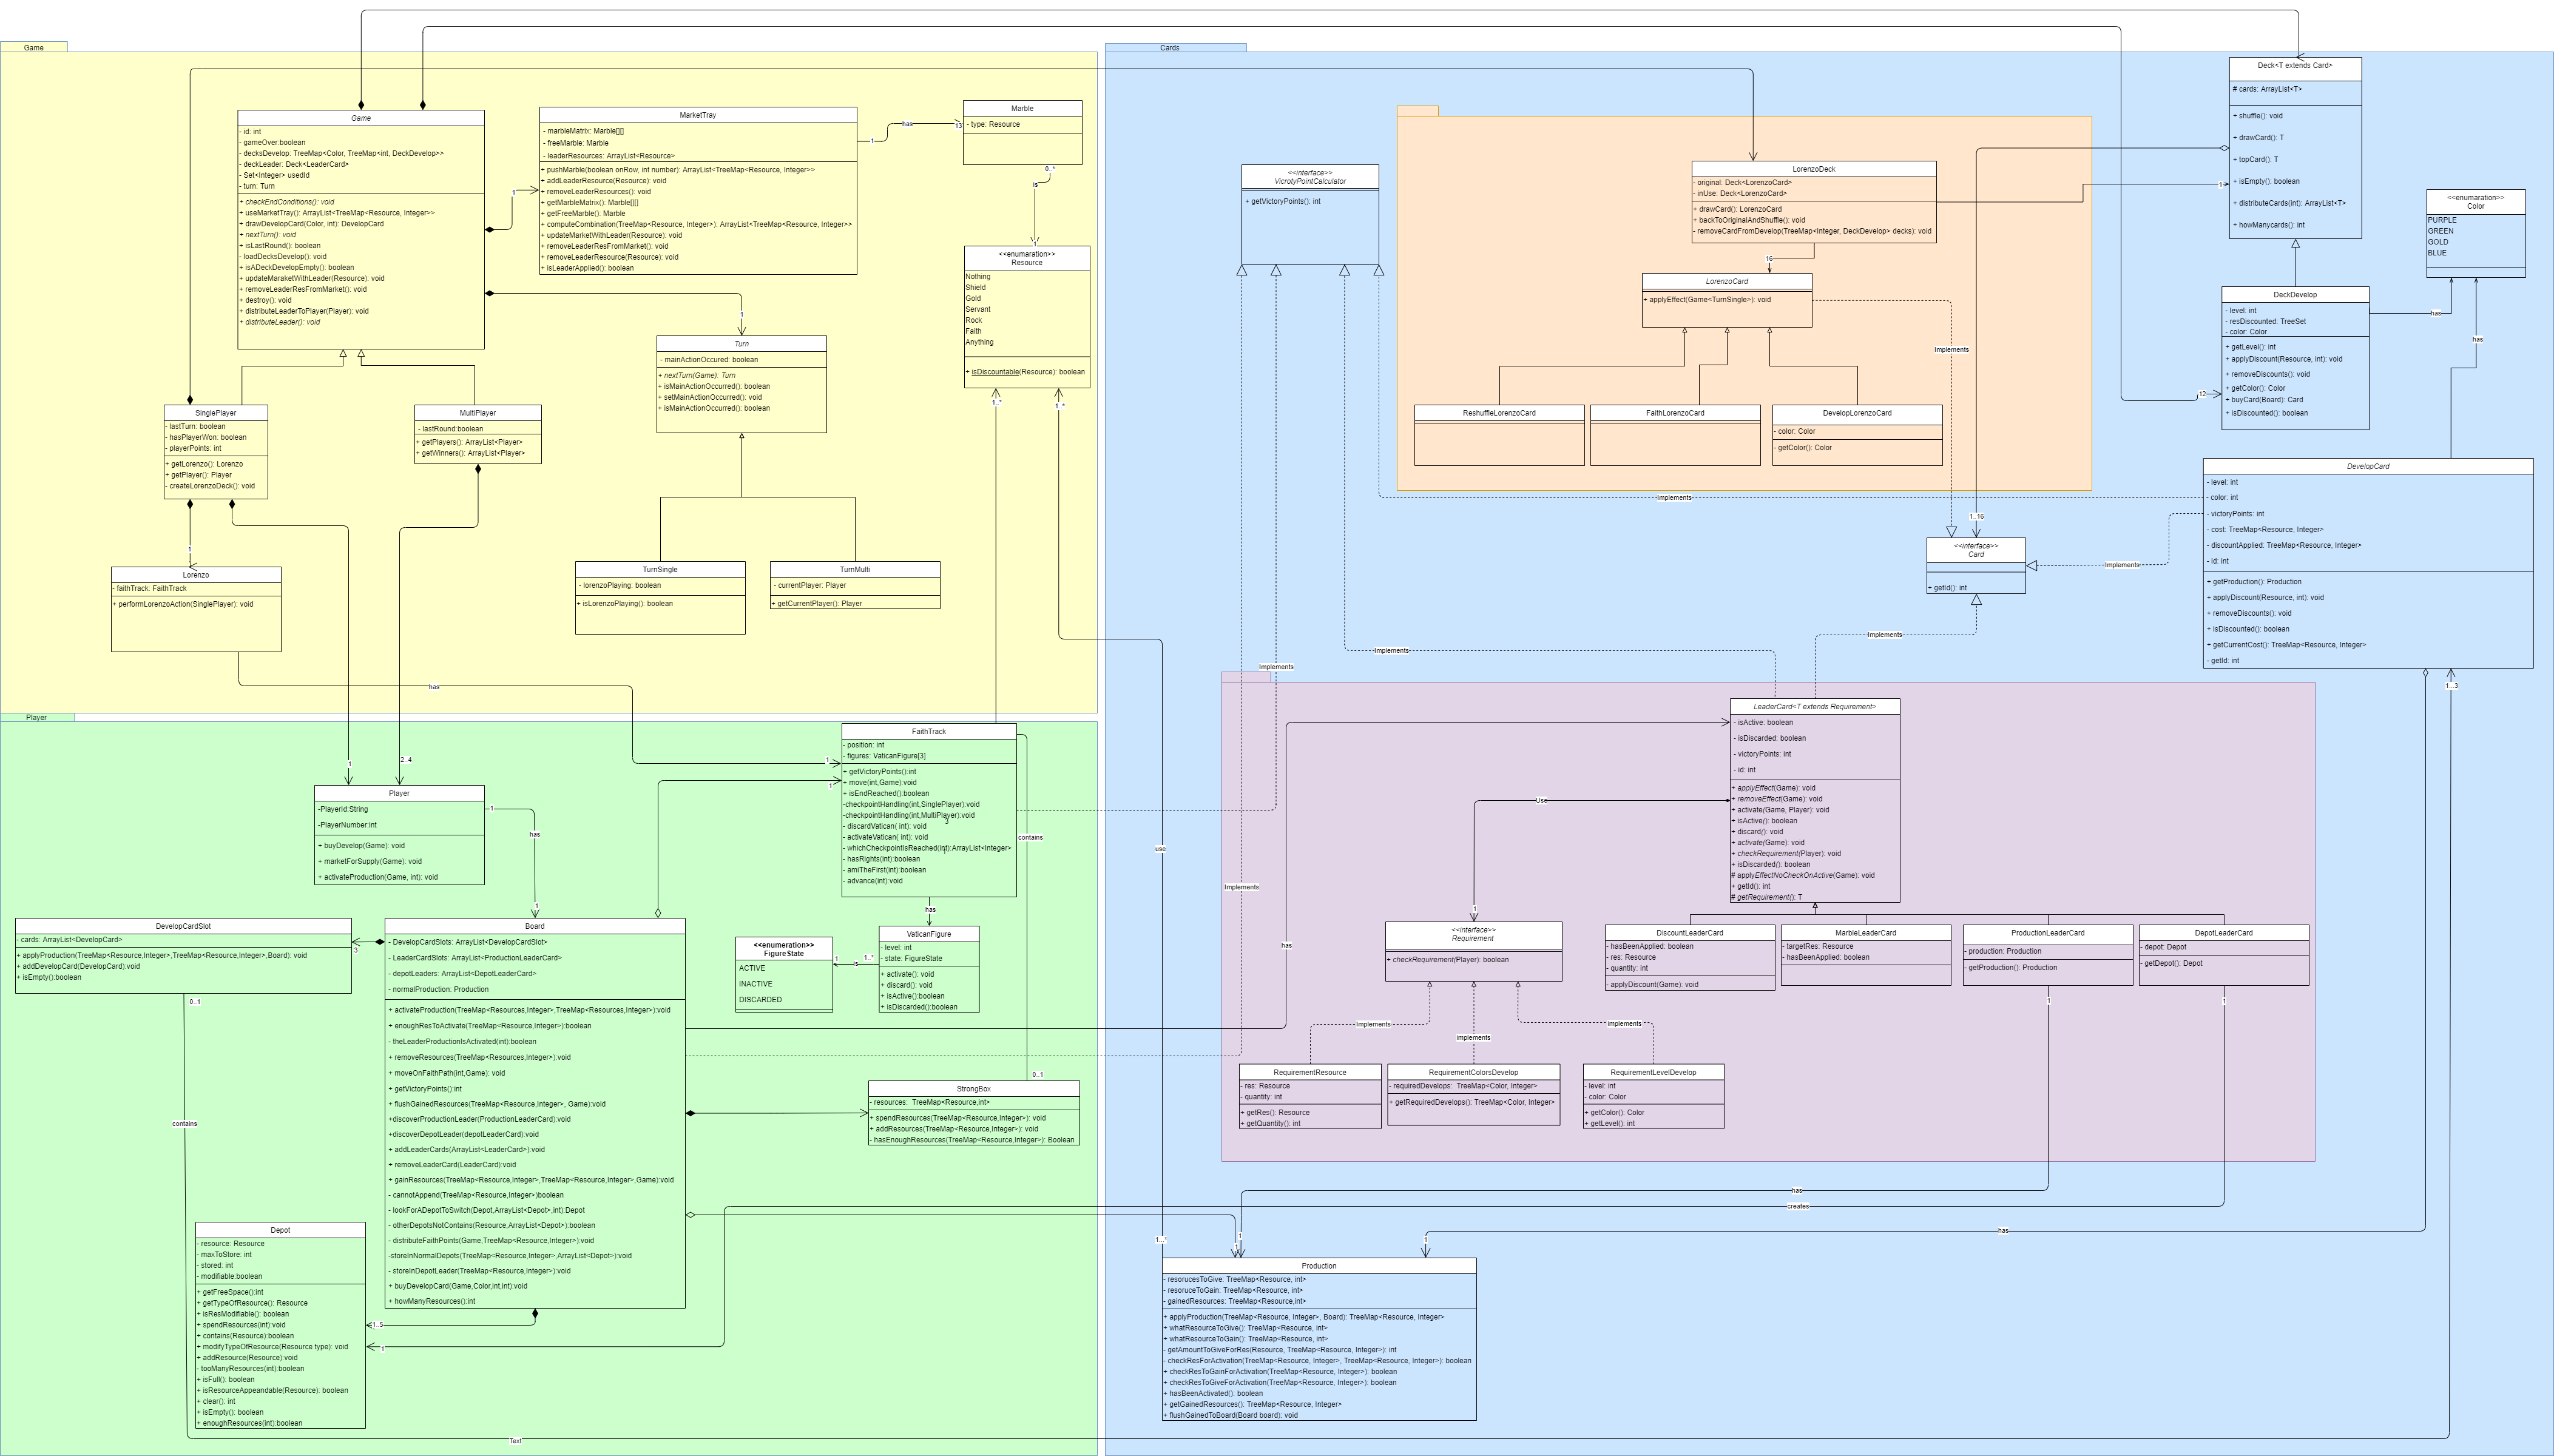 Game
Game
- id: int
- gameOver:boolean
- decksDevelop: TreeMap<Color, TreeMap<int, DeckDevelop>>
- deckLeader: Deck<LeaderCard>
- Set<Integer> usedId
- turn: Turn
+ checkEndConditions(): void
+ useMarketTray(): ArrayList<TreeMap<Resource, Integer>>
+ drawDevelopCard(Color, int): DevelopCard
+ nextTurn(): void
+ isLastRound(): boolean
- loadDecksDevelop(): void
+ isADeckDevelopEmpty(): boolean
+ updateMaraketWithLeader(Resource): void
+ removeLeaderResFromMarket(): void
+ destroy(): void
+ distributeLeaderToPlayer(Player): void
+ distributeLeader(): void
MarketTray
- marbleMatrix: Marble[][]
- freeMarble: Marble
- leaderResources: ArrayList<Resource>
+ pushMarble(boolean onRow, int number): ArrayList<TreeMap<Resource, Integer>>
+ addLeaderResource(Resource): void
+ removeLeaderResources(): void
+ getMarbleMatrix(): Marble[][]
+ getFreeMarble(): Marble
+ computeCombination(TreeMap<Resource, Integer>): ArrayList<TreeMap<Resource, Integer>>
+ updateMarketWithLeader(Resource): void
+ removeLeaderResFromMarket(): void
+ removeLeaderResource(Resource): void
+ isLeaderApplied(): boolean
1
1
has
13
Marble
- type: Resource
0..*
is
1
<<enumaration>>
Resource
Nothing
Shield
Gold
Servant
Rock
Faith
Anything
+ isDiscountable(Resource): boolean
1..*
1..*
1
Turn
- mainActionOccured: boolean
+ nextTurn(Game): Turn
+ isMainActionOccurred(): boolean
+ setMainActionOccurred(): void
+ isMainActionOccurred(): boolean
SinglePlayer
- lastTurn: boolean
- hasPlayerWon: boolean
- playerPoints: int
+ getLorenzo(): Lorenzo
+ getPlayer(): Player
- createLorenzoDeck(): void
MultiPlayer
- lastRound:boolean
+ getPlayers(): ArrayList<Player>
+ getWinners(): ArrayList<Player>
1
Lorenzo
- faithTrack: FaithTrack
+ performLorenzoAction(SinglePlayer): void
TurnSingle
- lorenzoPlaying: boolean
+ isLorenzoPlaying(): boolean
TurnMulti
- currentPlayer: Player
+ getCurrentPlayer(): Player
has
Player
1
2..4
Player
-PlayerId:String
-PlayerNumber:int
+ buyDevelop(Game): void
+ marketForSupply(Game): void
+ activateProduction(Game, int): void
1
has
1
1
1
FaithTrack
- position: int
- figures: VaticanFigure[3]
+ getVictoryPoints():int
+ move(int,Game):void
+ isEndReached():boolean
-checkpointHandling(int,SinglePlayer):void
-checkpointHandling(int,MultiPlayer):void
- discardVatican( int): void
- activateVatican( int): void
- whichCheckpointIsReached(int):ArrayList<Integer>
- hasRights(int):boolean
- amiTheFirst(int):boolean
- advance(int):void
3
1
contains
has
VaticanFigure
- level: int
- state: FigureState
+ activate(): void
+ discard(): void
+ isActive():boolean
+ isDiscarded():boolean
<<enumeration>>
FigureState
ACTIVE
INACTIVE
DISCARDED
1
is
1..*
DevelopCardSlot
- cards: ArrayList<DevelopCard>
+ applyProduction(TreeMap<Resource,Integer>,TreeMap<Resource,Integer>,Board): void
+ addDevelopCard(DevelopCard):void
+ isEmpty():boolean
3
0..1
contains
Board
- DevelopCardSlots: ArrayList<DevelopCardSlot>
- LeaderCardSlots: ArrayList<ProductionLeaderCard>
- depotLeaders: ArrayList<DepotLeaderCard>
- normalProduction: Production
+ activateProduction(TreeMap<Resources,Integer>,TreeMap<Resources,Integer>):void
+ enoughResToActivate(TreeMap<Resource,Integer>):boolean
- theLeaderProductionIsActivated(int):boolean
+ removeResources(TreeMap<Resources,Integer>):void
+ moveOnFaithPath(int,Game): void
+ getVictoryPoints():int
+ flushGainedResources(TreeMap<Resource,Integer>, Game):void
+discoverProductionLeader(ProductionLeaderCard):void
+discoverDepotLeader(depotLeaderCard):void
+ addLeaderCards(ArrayList<LeaderCard>):void
+ removeLeaderCard(LeaderCard):void
+ gainResources(TreeMap<Resource,Integer>,TreeMap<Resource,Integer>,Game):void
- cannotAppend(TreeMap<Resource,Integer>)boolean
- lookForADepotToSwitch(Depot,ArrayList<Depot>,int):Depot
- otherDepotsNotContains(Resource,ArrayList<Depot>):boolean
- distributeFaithPoints(Game,TreeMap<Resource,Integer>):void
-storeInNormalDepots(TreeMap<Resource,Integer>,ArrayList<Depot>):void
- storeInDepotLeader(TreeMap<Resource,Integer>):void
+ buyDevelopCard(Game,Color,int,int):void
+ howManyResources():int
0..1
StrongBox
- resources:  TreeMap<Resource,int>
+ spendResources(TreeMap<Resource,Integer>): void
+ addResources(TreeMap<Resource,Integer>): void
- hasEnoughResources(TreeMap<Resource,Integer>): Boolean
Depot
- resource: Resource
- maxToStore: int
- stored: int
- modifiable:boolean
+ getFreeSpace():int
+ getTypeOfResource(): Resource
+ isResModifiable(): boolean
+ spendResources(int):void
+ contains(Resource):boolean
+ modifyTypeOfResource(Resource type): void
+ addResource(Resource):void
- tooManyResources(int):boolean
+ isFull(): boolean
+ isResourceAppeandable(Resource): boolean
+ clear(): int
+ isEmpty(): boolean
+ enoughResources(int):boolean
1..5
1
Text
Cards
<<interface>>
VicrotyPointCalculator
+ getVictoryPoints(): int
LorenzoDeck
- original: Deck<LorenzoCard>
- inUse: Deck<LorenzoCard>
+ drawCard(): LorenzoCard
+ backToOriginalAndShuffle(): void
- removeCardFromDevelop(TreeMap<Integer, DeckDevelop> decks): void
16
LorenzoCard
+ applyEffect(Game<TurnSingle>): void
Implements
ReshuffleLorenzoCard
FaithLorenzoCard
DevelopLorenzoCard
- color: Color
- getColor(): Color
Deck<T extends Card>
# cards: ArrayList<T>
+ shuffle(): void
+ drawCard(): T
+ topCard(): T
+ isEmpty(): boolean
+ distributeCards(int): ArrayList<T>
+ howManycards(): int
1
<<enumaration>>
Color
PURPLE
GREEN
GOLD
BLUE
DeckDevelop
- level: int
- resDiscounted: TreeSet
- color: Color
+ getLevel(): int
+ applyDiscount(Resource, int): void
+ removeDiscounts(): void
+ getColor(): Color
+ buyCard(Board): Card
+ isDiscounted(): boolean
12
has
has
DevelopCard
- level: int
- color: int
- victoryPoints: int
- cost: TreeMap<Resource, Integer>
- discountApplied: TreeMap<Resource, Integer>
- id: int
+ getProduction(): Production
+ applyDiscount(Resource, int): void
+ removeDiscounts(): void
+ isDiscounted(): boolean
+ getCurrentCost(): TreeMap<Resource, Integer>
- getId: int
1...3
Implements
1..16
<<interface>>
Card
+ getId(): int
Implements
Implements
Implements
Implements
Implements
LeaderCard<T extends Requirement>
- isActive: boolean
- isDiscarded: boolean
- victoryPoints: int
- id: int
+ applyEffect(Game): void
+ removeEffect(Game): void
+ activate(Game, Player): void
+ isActive(): boolean
+ discard(): void
+ activate(Game): void
+ checkRequirement(Player): void
+ isDiscarded(): boolean
# applyEffectNoCheckOnActive(Game): void
+ getId(): int
# getRequirement(): T
Use
1
has
<<interface>>
Requirement
+ checkRequirement(Player): boolean
DiscountLeaderCard
- hasBeenApplied: boolean
- res: Resource
- quantity: int
- applyDiscount(Game): void
MarbleLeaderCard
- targetRes: Resource
- hasBeenApplied: boolean
ProductionLeaderCard
- production: Production
- getProduction(): Production
DepotLeaderCard
- depot: Depot
- getDepot(): Depot
1
1
Implements
implements
implements
RequirementResource
- res: Resource
- quantity: int
+ getRes(): Resource
+ getQuantity(): int
RequirementColorsDevelop
- requiredDevelops:  TreeMap<Color, Integer>
+ getRequiredDevelops(): TreeMap<Color, Integer>
RequirementLevelDevelop
- level: int
- color: Color
+ getColor(): Color
+ getLevel(): int
use
has
creates
has
1...*
1
1
Production
- resorucesToGive: TreeMap<Resource, int>
- resoruceToGain: TreeMap<Resource, int>
- gainedResources: TreeMap<Resource,int>
+ applyProduction(TreeMap<Resource, Integer>, Board): TreeMap<Resource, Integer>
+ whatResourceToGive(): TreeMap<Resource, int>
+ whatResourceToGain(): TreeMap<Resource, int>
- getAmountToGiveForRes(Resource, TreeMap<Resource, Integer>): int
- checkResForActivation(TreeMap<Resource, Integer>, TreeMap<Resource, Integer>): boolean
+ checkResToGainForActivation(TreeMap<Resource, Integer>): boolean
+ checkResToGiveForActivation(TreeMap<Resource, Integer>): boolean
+ hasBeenActivated(): boolean
+ getGainedResources(): TreeMap<Resource, Integer>
+ flushGainedToBoard(Board board): void